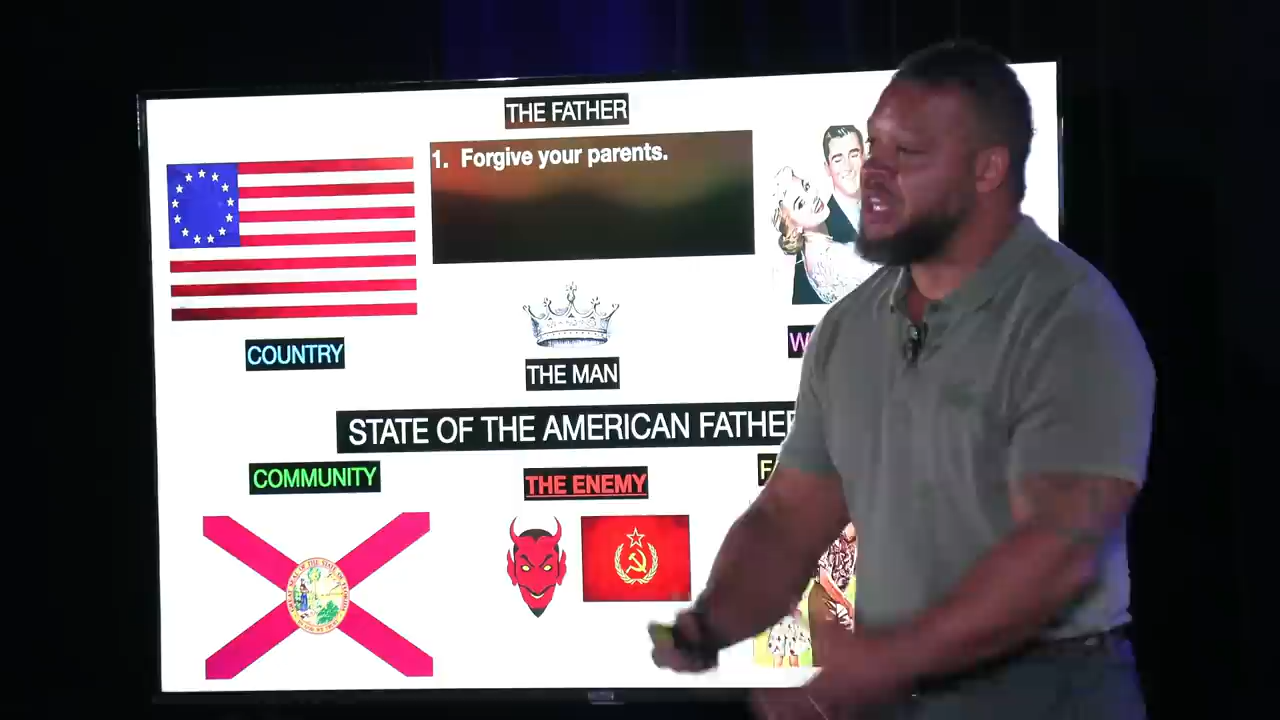 THE FATHER
1. Forgive your parents.
COUNTRY
THE MAN
STATE OF THE AMERICAN FATHER
COMMUNITY
THE ENEMY